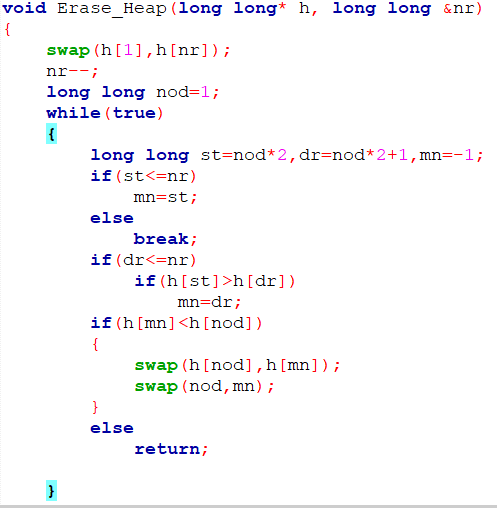 void Erase_Heap(long long* h, long long &nr)
{
    swap(h[1],h[nr]);
    nr--;
    long long nod=1;
    while(true)
    {
        long long st=nod*2,dr=nod*2+1,mn=-1;
        if(st<=nr)
            mn=st;
        else
            break;
        if(dr<=nr)
            if(h[st]>h[dr])
                mn=dr;
        if(h[mn]<h[nod])
        {
            swap(h[nod],h[mn]);
            swap(nod,mn);
        }
        else
            return;

    }